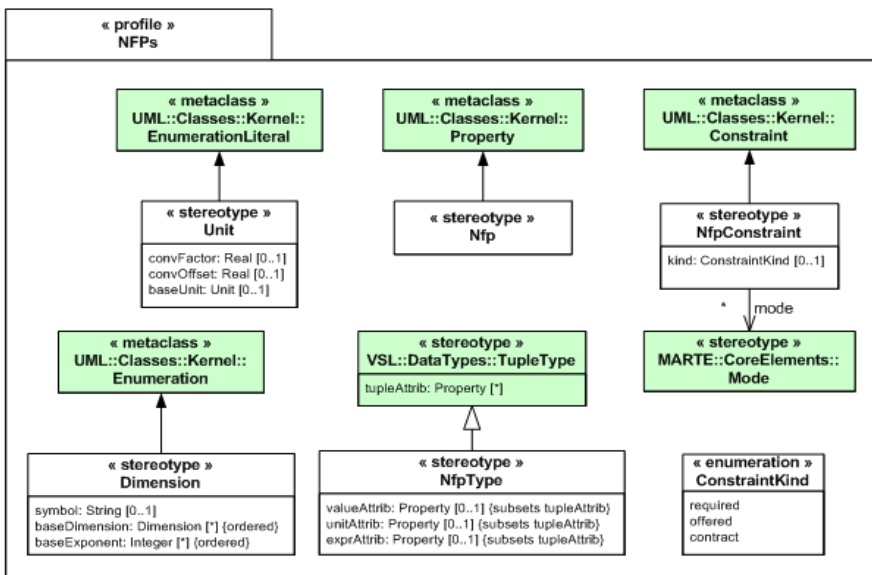 « profile »
NFPs
« metaclass »
UML::Classes::Kernel::
EnumerationLiteral
« metaclass »
UML::Classes::Kernel::
Property
« metaclass »
UML::Classes::Kernel::
Constraint
« stereotype »
Unit
convFactor: Real [0..1]
convOffset: Real [0..1]
baseUnit: Unit [0..1]
« stereotype »
Nfp
« stereotype »
NfpConstraint
kind: ConstraintKind [0..1]
* mode
« metaclass »
UML::Classes::Kernel::
Enumeration
« stereotype »
VSL::DataTypes::TupleType
tupleAttrib: Property [*]
« stereotype »
MARTE::CoreElements::
Mode
« stereotype »
Dimension
symbol: String [0..1]
baseDimension: Dimension [*] {ordered}
baseExponent: Integer [*] {ordered}
« stereotype »
NfpType
valueAttrib: Property [0..1] {subsets tupleAttrib}
unitAttrib: Property [0..1] {subsets tupleAttrib}
exprAttrib: Property [0..1] {subsets tupleAttrib}
« enumeration »
ConstraintKind
required
offered
contract